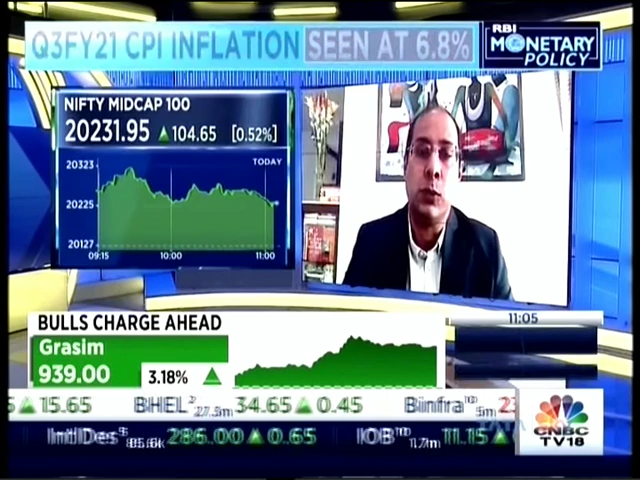 Q3FY21 CPI INFLATION SEEN AT 6.8%
RBI
MONETARY
POLICY
NIFTY MIDCAP 100
20231.95 ▲ 104.65 [0.52%]
TODAY
20323
20225
20127
09:15 10:00 11:00
BULLS CHARGE AHEAD
11:05
Grasim
939.00 3.18% ▲
5 ▲ 15.65 BHEL 34.65 ▲ 0.45 Binfra
286.00 ▲ 0.65 IOB 11.15 ▲
CNBC
TV18